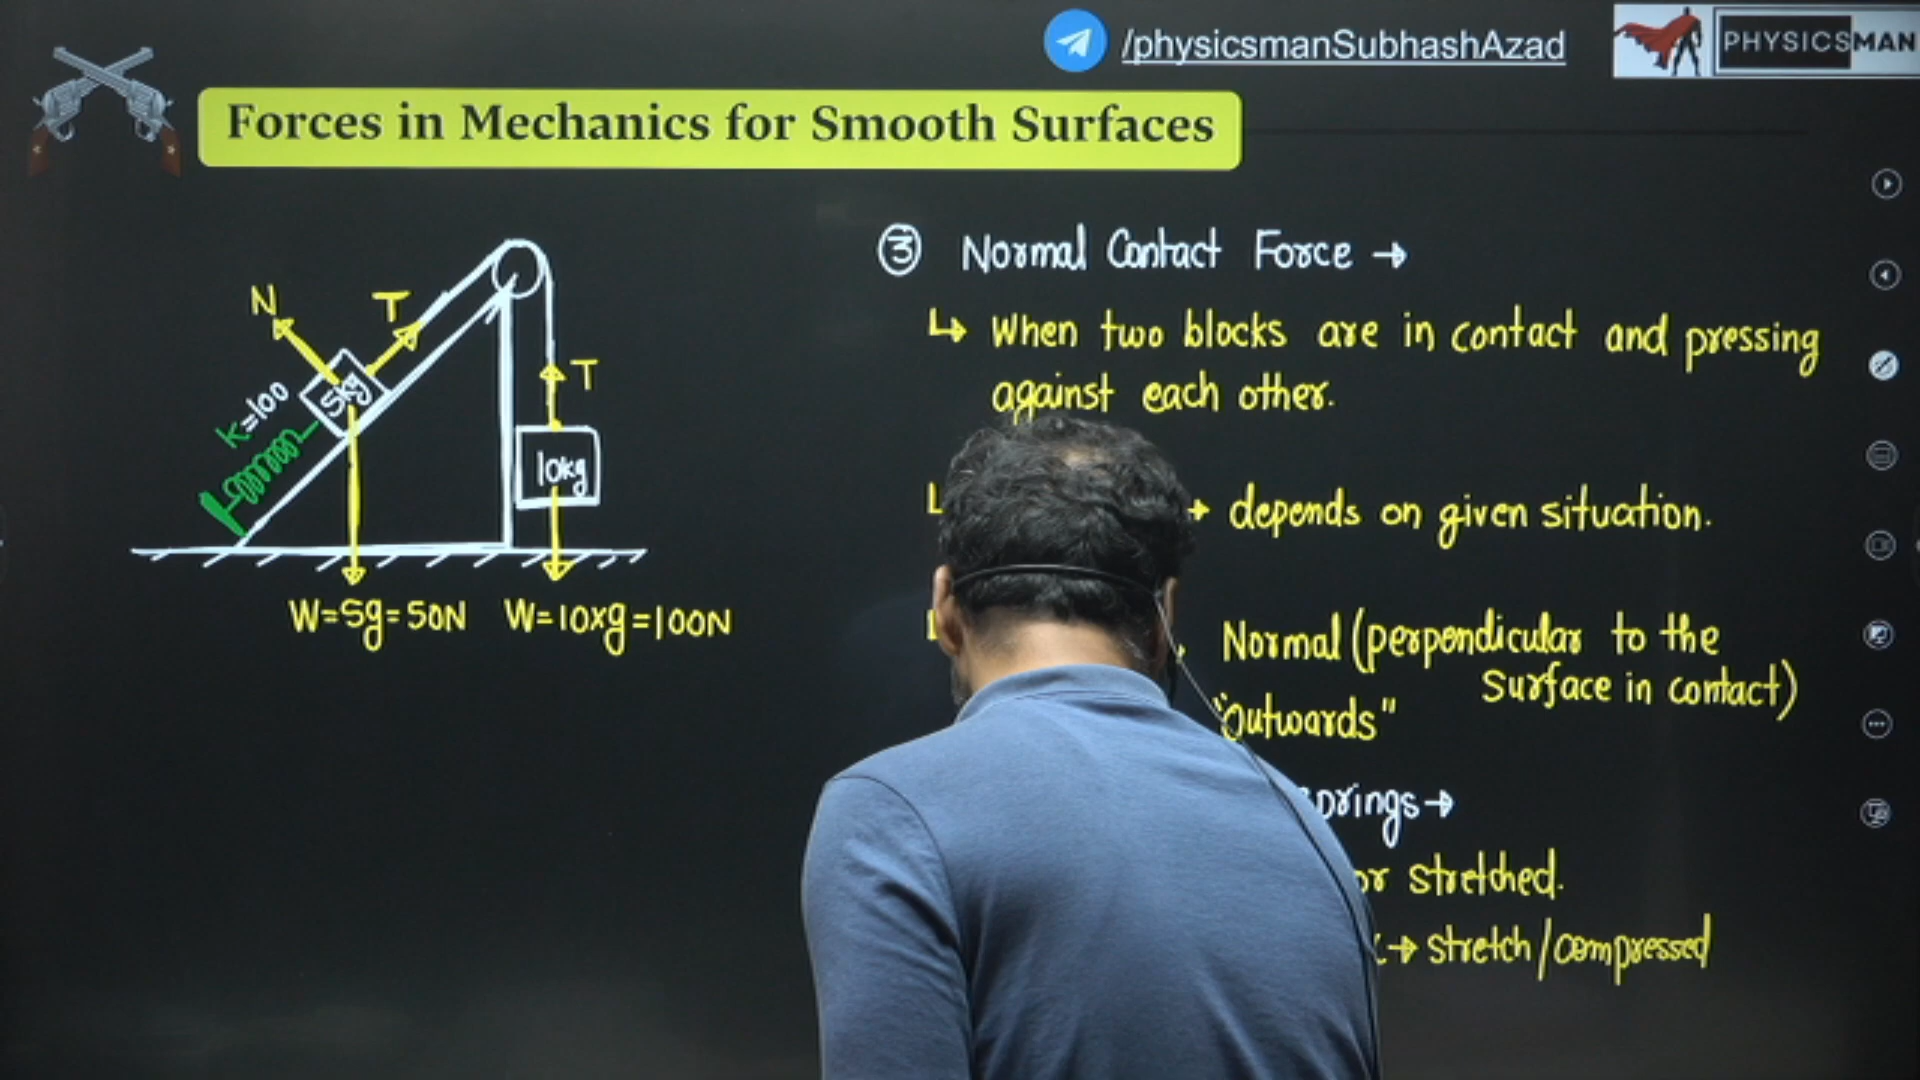 /physicsmanSubhashAzad
PHYSICSMAN
Forces in Mechanics for Smooth Surfaces
③ Normal Contact Force →
↳ When two blocks are in contact and pressing
against each other.
→ depends on given situation.
Normal (perpendicular to the
surface in contact)
"Outwards"
springs →
or stretched.
→ stretch/compressed
N
T
5kg
k=100
T
10kg
W=5g=50N W=10xg=100N